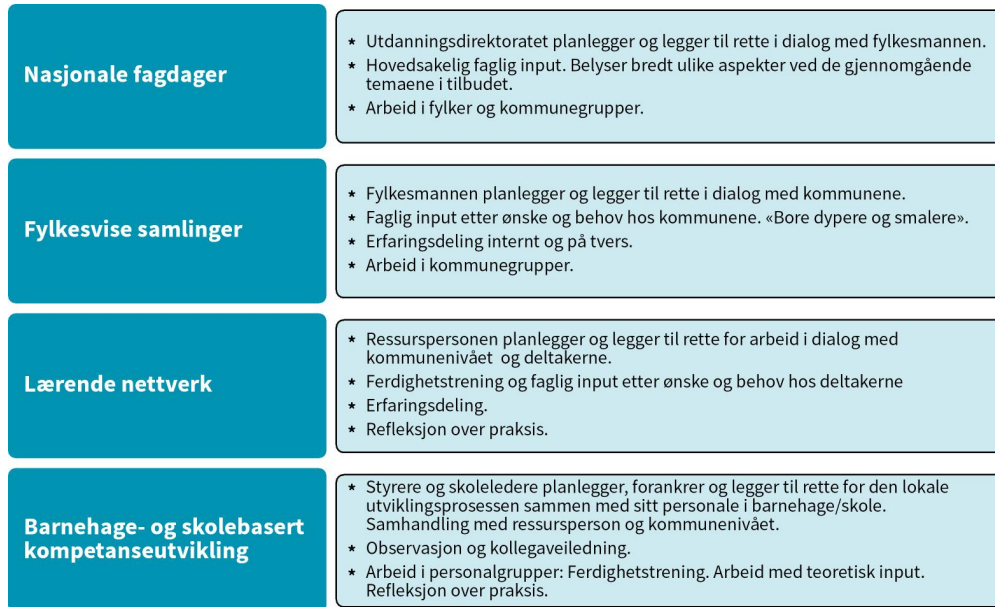 Nasjonale fagdager
* Utdanningsdirektoratet planlegger og legger til rette i dialog med fylkesmannen.
* Hovedsakelig faglig input. Belyser bredt ulike aspekter ved de gjennomgående
temaene i tilbudet.
* Arbeid i fylker og kommunegrupper.
Fylkesvise samlinger
* Fylkesmannen planlegger og legger til rette i dialog med kommunene.
* Faglig input etter ønske og behov hos kommunene. «Bore dypere og smalere».
* Erfaringsdeling internt og på tvers.
* Arbeid i kommunegrupper.
Lærende nettverk
* Ressurspersonen planlegger og legger til rette for arbeid i dialog med
kommunenivået og deltakerne.
* Ferdighetstrening og faglig input etter ønske og behov hos deltakerne
* Erfaringsdeling.
* Refleksjon over praksis.
Barnehage- og skolebasert
kompetanseutvikling
* Styrere og skoleledere planlegger, forankrer og legger til rette for den lokale
utviklingsprosessen sammen med sitt personale i barnehage/skole.
Samhandling med ressursperson og kommunenivået.
* Observasjon og kollegaveiledning.
* Arbeid i personalgrupper: Ferdighetstrening. Arbeid med teoretisk input.
Refleksjon over praksis.